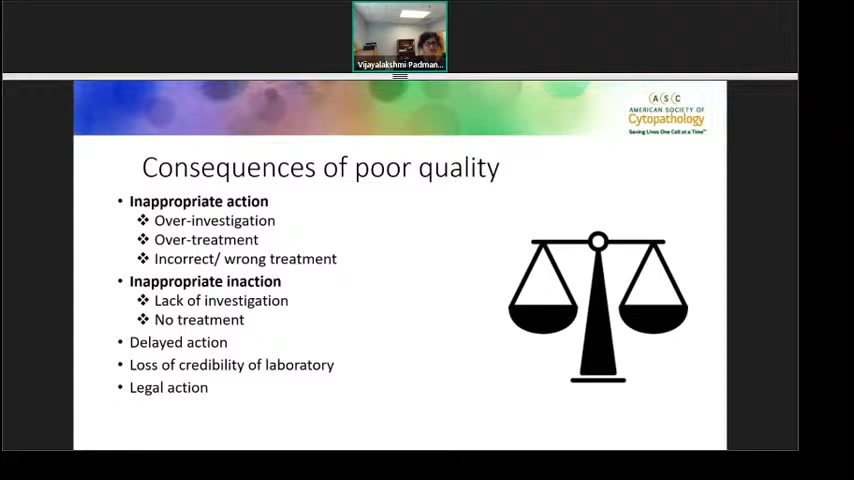 Vijayalakshmi Padman...
A S C
AMERICAN SOCIETY OF
Cytopathology
Saving Lives One Cell at a Time™
Consequences of poor quality
• Inappropriate action
❖ Over-investigation
❖ Over-treatment
❖ Incorrect/ wrong treatment
• Inappropriate inaction
❖ Lack of investigation
❖ No treatment
• Delayed action
• Loss of credibility of laboratory
• Legal action